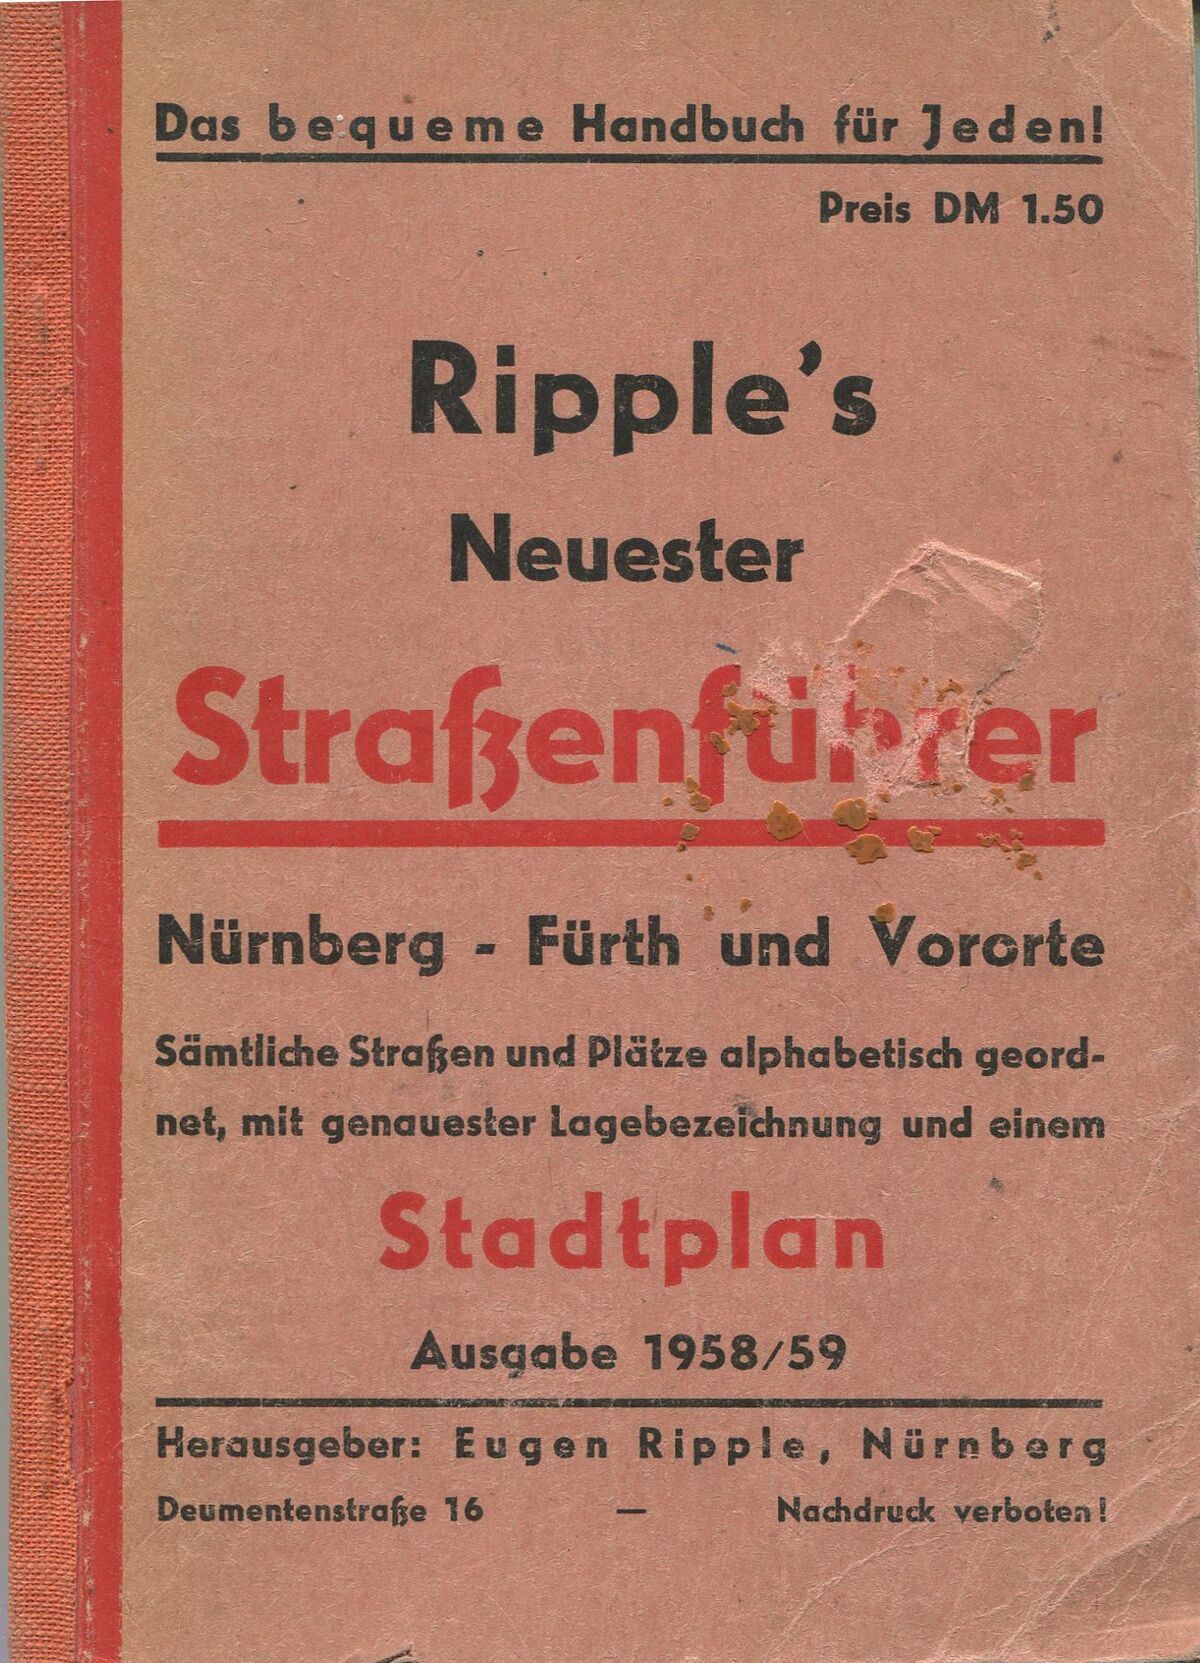 Das bequeme Handbuch für Jeden!
Preis DM 1.50
Ripple's
Neuester
Straßenführer
Nürnberg - Fürth und Vororte
Sämtliche Straßen und Plätze alphabetisch geord-
net, mit genauester Lagebezeichnung und einem
Stadtplan
Ausgabe 1958/59
Herausgeber: Eugen Ripple, Nürnberg
Deumentenstraße 16 — Nachdruck verboten!